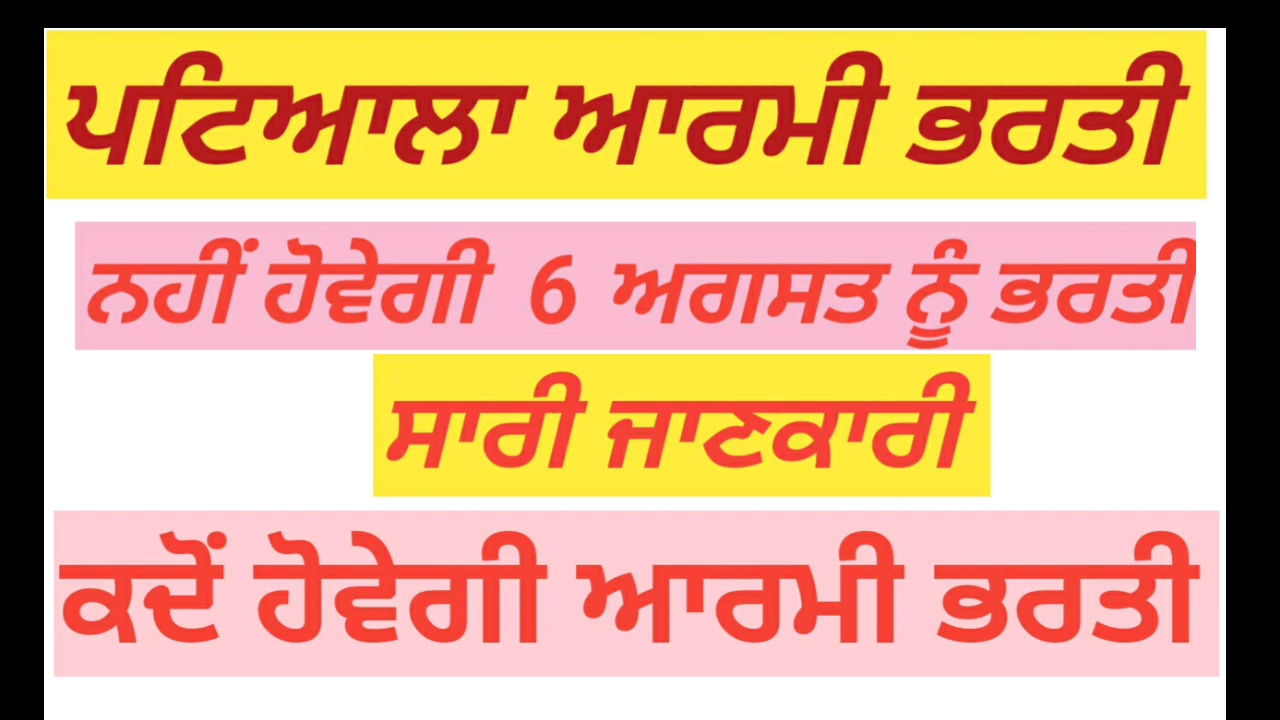 ਪਟਿਆਲਾ ਆਰਮੀ ਭਰਤੀ
ਨਹੀਂ ਹੋਵੇਗੀ 6 ਅਗਸਤ ਨੂੰ ਭਰਤੀ
ਸਾਰੀ ਜਾਣਕਾਰੀ
ਕਦੋਂ ਹੋਵੇਗੀ ਆਰਮੀ ਭਰਤੀ